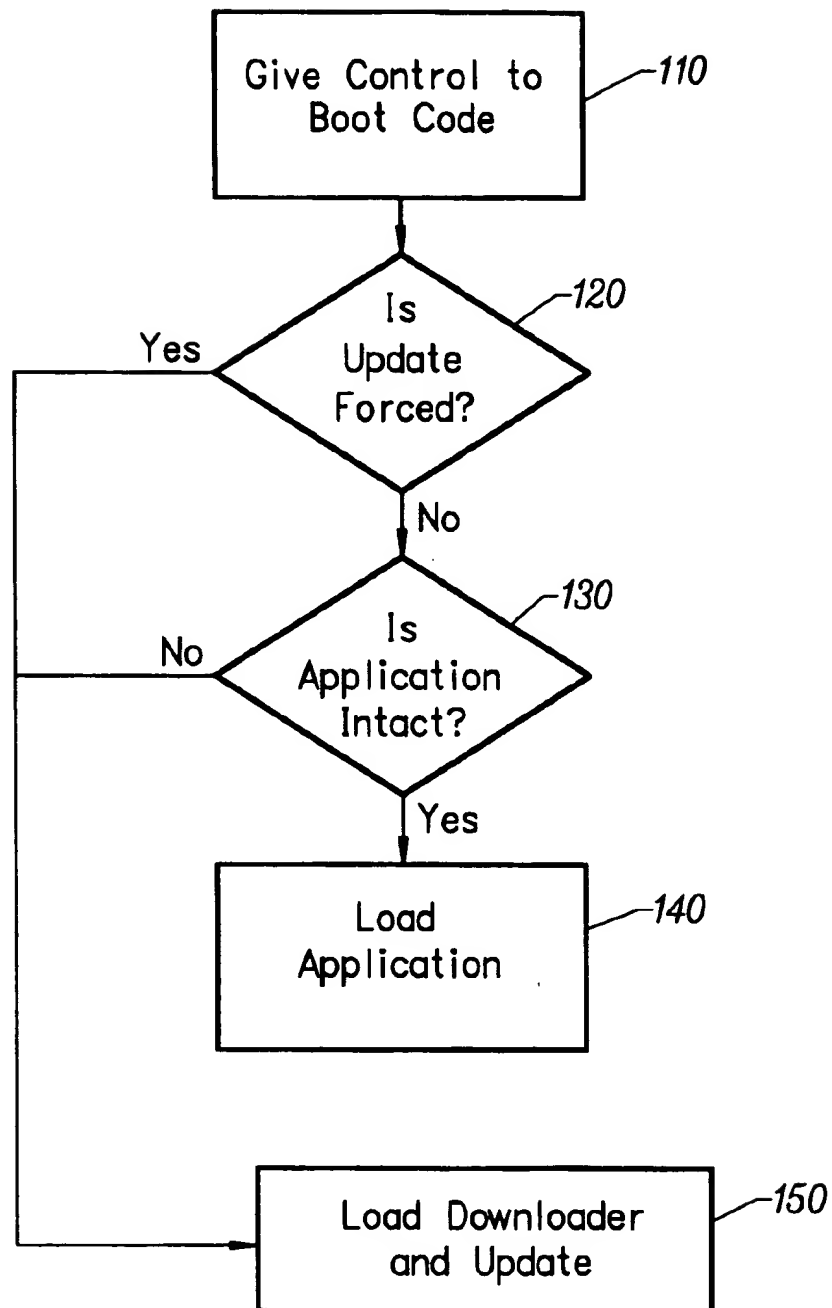 Give Control to
Boot Code
110
Is
Update
Forced?
120
Yes
No
Is
Application
Intact?
130
No
Yes
Load
Application
140
Load Downloader
and Update
150